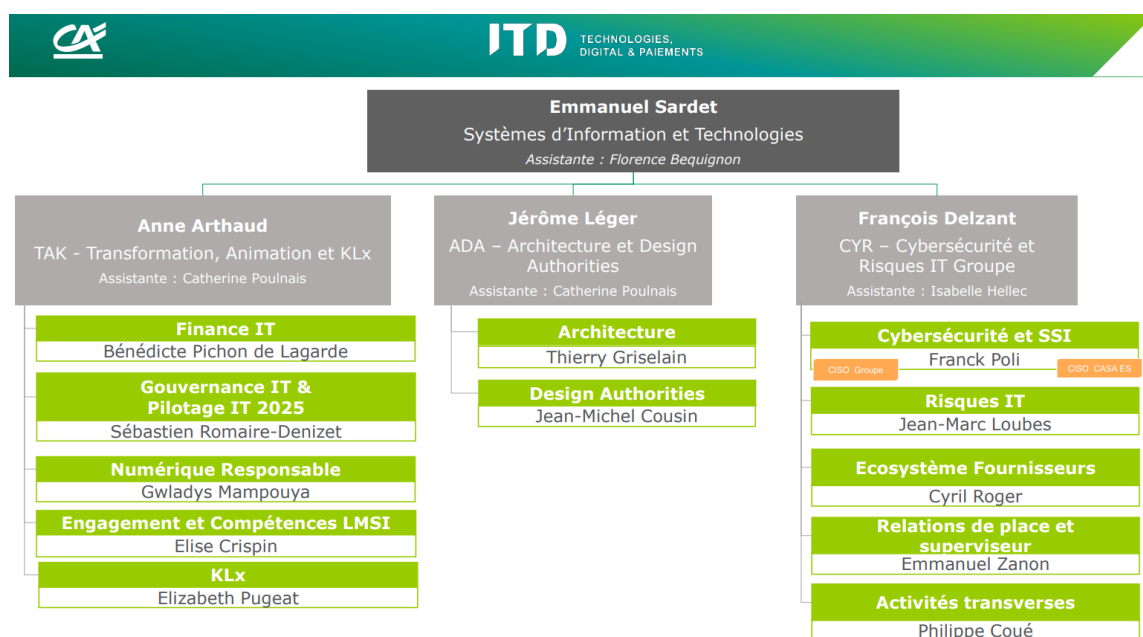 CA
ITD
TECHNOLOGIES,
DIGITAL & PAIEMENTS
Emmanuel Sardet
Systèmes d’Information et Technologies
Assistante : Florence Bequignon
Anne Arthaud
TAK - Transformation, Animation et KLx
Assistante : Catherine Poulnais
Finance IT
Bénédicte Pichon de Lagarde
Gouvernance IT &
Pilotage IT 2025
Sébastien Romaire-Denizet
Numérique Responsable
Gwladys Mampouya
Engagement et Compétences LMSI
Elise Crispin
KLx
Elizabeth Pugeat
Jérôme Léger
ADA – Architecture et Design
Authorities
Assistante : Catherine Poulnais
Architecture
Thierry Griselain
Design Authorities
Jean-Michel Cousin
François Delzant
CYR – Cybersécurité et
Risques IT Groupe
Assistante : Isabelle Hellec
Cybersécurité et SSI
Franck Poli
CISO Groupe
CISO CASA ES
Risques IT
Jean-Marc Loubes
Ecosystème Fournisseurs
Cyril Roger
Relations de place et
superviseur
Emmanuel Zanon
Activités transverses
Philippe Coué